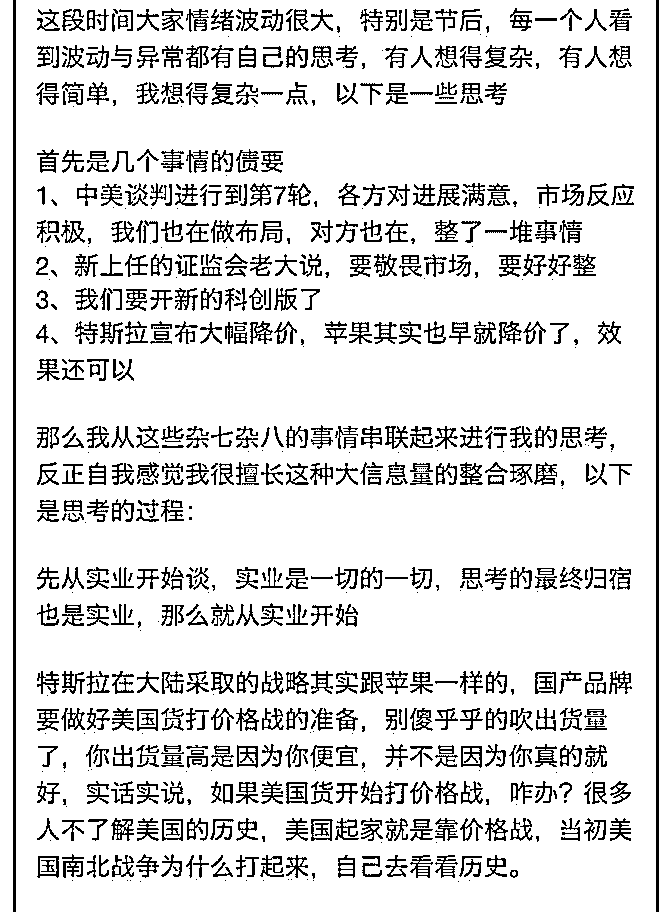 这段时间大家情绪波动很大，特别是节后，每一个人看
到波动与异常都有自己的思考，有人想得复杂，有人想
得简单，我想得复杂一点，以下是一些思考
首先是几个事情的债要
1、中美谈判进行到第7轮，各方对进展满意，市场反应
积极，我们也在做布局，对方也在，整了一堆事情
2、新上任的证监会老大说，要敬畏市场，要好好整
3、我们要开新的科创版了
4、特斯拉宣布大幅降价，苹果其实也早就降价了，效
果还可以
那么我从这些杂七杂八的事情串联起来进行我的思考，
反正自我感觉我很擅长这种大信息量的整合琢磨，以下
是思考的过程：
先从实业开始谈，实业是一切的一切，思考的最终归宿
也是实业，那么就从实业开始
特斯拉在大陆采取的战略其实跟苹果一样的，国产品牌
要做好美国货打价格战的准备，别傻乎乎的吹出货量
了，你出货量高是因为你便宜，并不是因为你真的就
好，实话实说，如果美国货开始打价格战，咋办？很多
人不了解美国的历史，美国起家就是靠价格战，当初美
国南北战争为什么打起来，自己去看看历史。